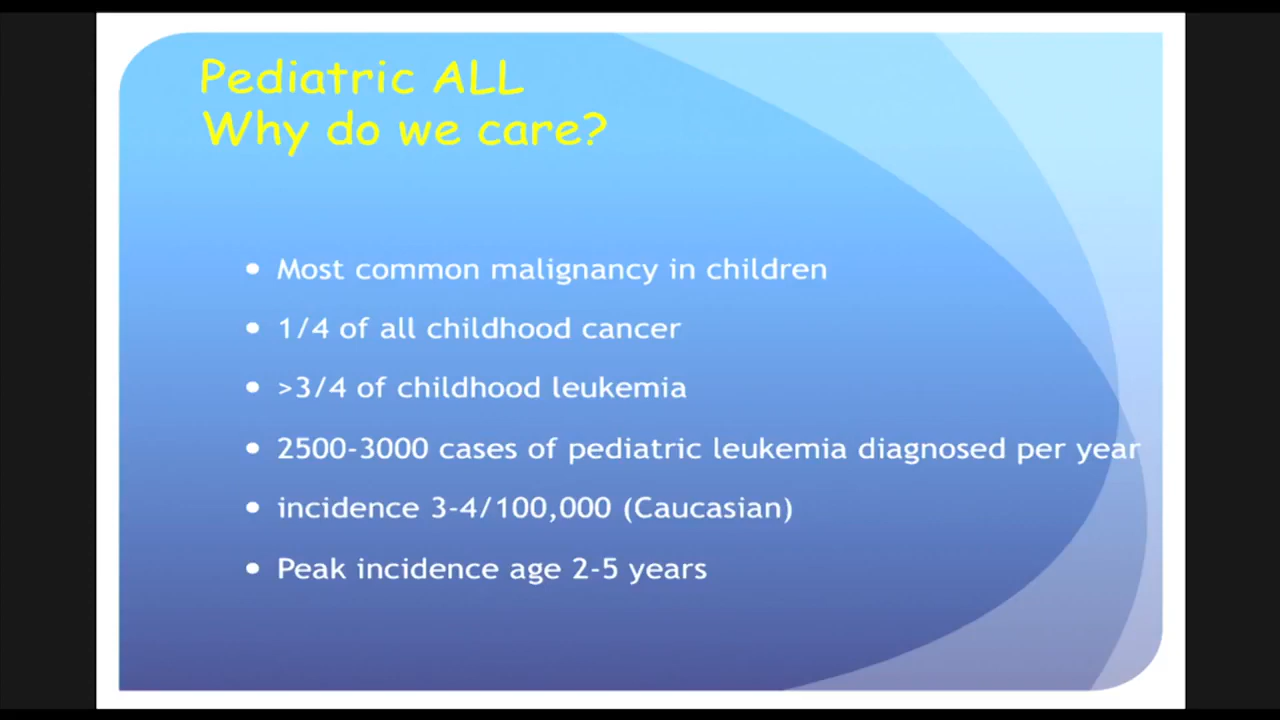 Pediatric ALL
Why do we care?
• Most common malignancy in children
• 1/4 of all childhood cancer
• >3/4 of childhood leukemia
• 2500-3000 cases of pediatric leukemia diagnosed per year
• incidence 3-4/100,000 (Caucasian)
• Peak incidence age 2-5 years